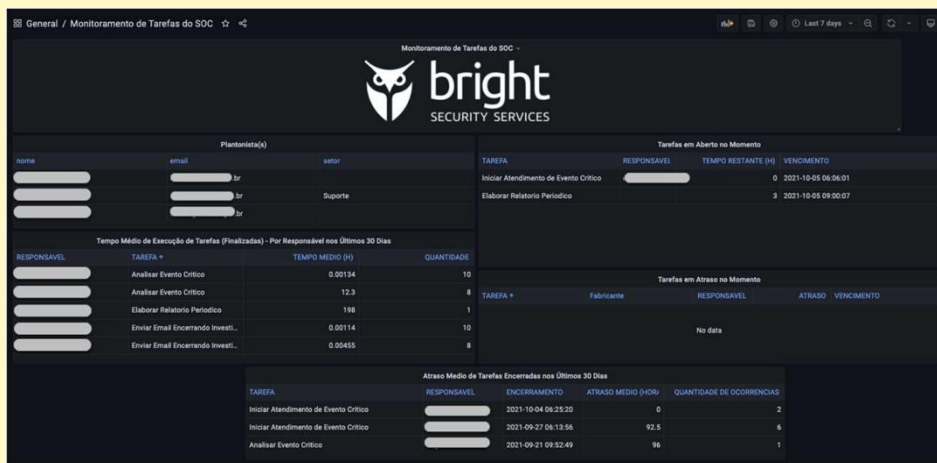 General / Monitoramento de Tarefas do SOC
Last 7 days
Monitoramento de Tarefas do SOC
bright
SECURITY SERVICES
Plantonista(s)
nome email setor
.br
.br Suporte
.br
Tarefas em Aberto no Momento
TAREFA RESPONSAVEL TEMPO RESTANTE (H) VENCIMENTO
Iniciar Atendimento de Evento Critico 0 2021-10-05 06:06:01
Elaborar Relatorio Periodico 3 2021-10-05 09:00:07
Tempo Médio de Execução de Tarefas (Finalizadas) - Por Responsável nos Últimos 30 Dias
RESPONSAVEL TAREFA TEMPO MEDIO (H) QUANTIDADE
Analisar Evento Critico 0.00134 10
Analisar Evento Critico 12.3 8
Elaborar Relatorio Periodico 198 1
Enviar Email Encerrando Investi... 0.00114 10
Enviar Email Encerrando Investi... 0.00455 8
Tarefas em Atraso no Momento
TAREFA Fabricante RESPONSAVEL ATRASO VENCIMENTO
No data
Atraso Medio de Tarefas Encerradas nos Últimos 30 Dias
TAREFA RESPONSAVEL ENCERRAMENTO ATRASO MEDIO (HOR QUANTIDADE DE OCORRENCIAS
Iniciar Atendimento de Evento Critico 2021-10-04 06:25:20 0 2
Iniciar Atendimento de Evento Critico 2021-09-27 06:13:56 92.5 6
Analisar Evento Critico 2021-09-21 09:52:49 96 1